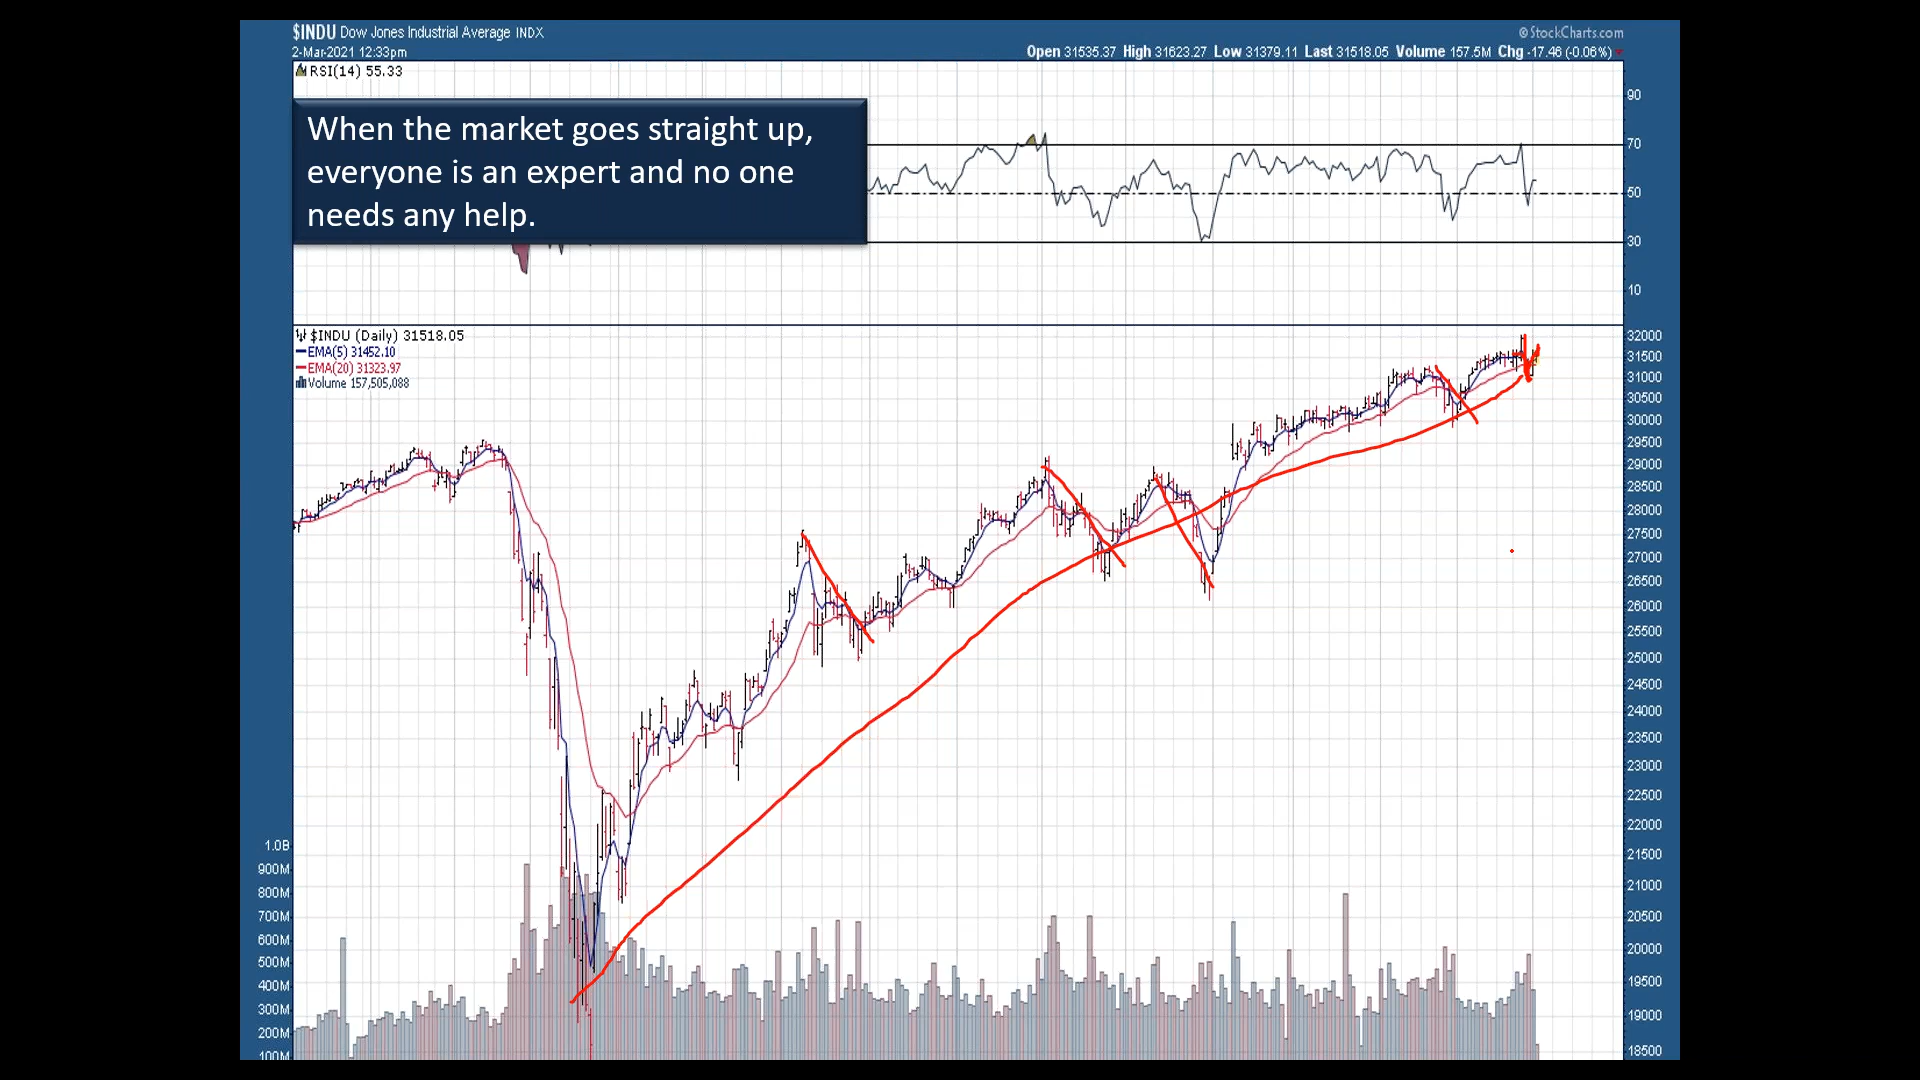 $INDU Dow Jones Industrial Average INDX
©StockCharts.com
2-Mar-2021 12:33pm
Open 31535.37 High 31623.27 Low 31379.11 Last 31518.05 Volume 157.5M Chg -17.46 (-0.06%)
RSI(14) 55.33
When the market goes straight up,
everyone is an expert and no one
needs any help.
90
70
50
30
10
$INDU (Daily) 31518.05
EMA(5) 31452.10
EMA(20) 31323.97
Volume 157,505,088
32000
31500
31000
30500
30000
29500
29000
28500
28000
27500
27000
26500
26000
25500
25000
24500
24000
23500
23000
22500
22000
21500
21000
20500
20000
19500
19000
18500
1.0B
900M
800M
700M
600M
500M
400M
300M
200M
100M